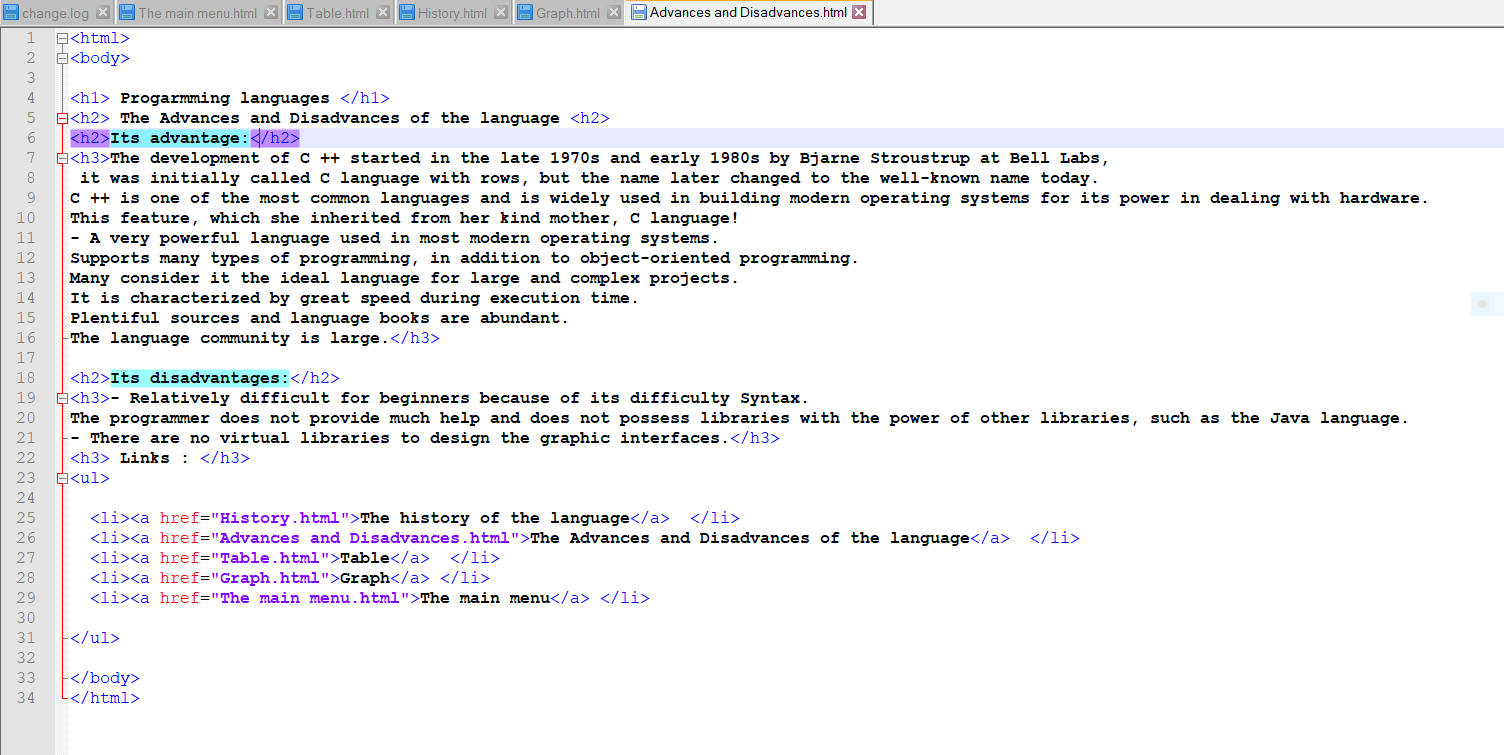 change.log The main menu.html Table.html History.html Graph.html Advances and Disadvances.html
1 <html>
2 <body>
3
4 <h1> Progarmming languages </h1>
5 <h2> The Advances and Disadvances of the language <h2>
6 <h2>Its advantage:</h2>
7 <h3>The development of C ++ started in the late 1970s and early 1980s by Bjarne Stroustrup at Bell Labs,
8 it was initially called C language with rows, but the name later changed to the well-known name today.
9 C ++ is one of the most common languages and is widely used in building modern operating systems for its power in dealing with hardware.
10 This feature, which she inherited from her kind mother, C language!
11 - A very powerful language used in most modern operating systems.
12 Supports many types of programming, in addition to object-oriented programming.
13 Many consider it the ideal language for large and complex projects.
14 It is characterized by great speed during execution time.
15 Plentiful sources and language books are abundant.
16 The language community is large.</h3>
17
18 <h2>Its disadvantages:</h2>
19 <h3>- Relatively difficult for beginners because of its difficulty Syntax.
20 The programmer does not provide much help and does not possess libraries with the power of other libraries, such as the Java language.
21 - There are no virtual libraries to design the graphic interfaces.</h3>
22 <h3> Links : </h3>
23 <ul>
24
25 <li><a href="History.html">The history of the language</a>  </li>
26 <li><a href="Advances and Disadvances.html">The Advances and Disadvances of the language</a>  </li>
27 <li><a href="Table.html">Table</a>  </li>
28 <li><a href="Graph.html">Graph</a> </li>
29 <li><a href="The main menu.html">The main menu</a> </li>
30
31 </ul>
32
33 </body>
34 </html>